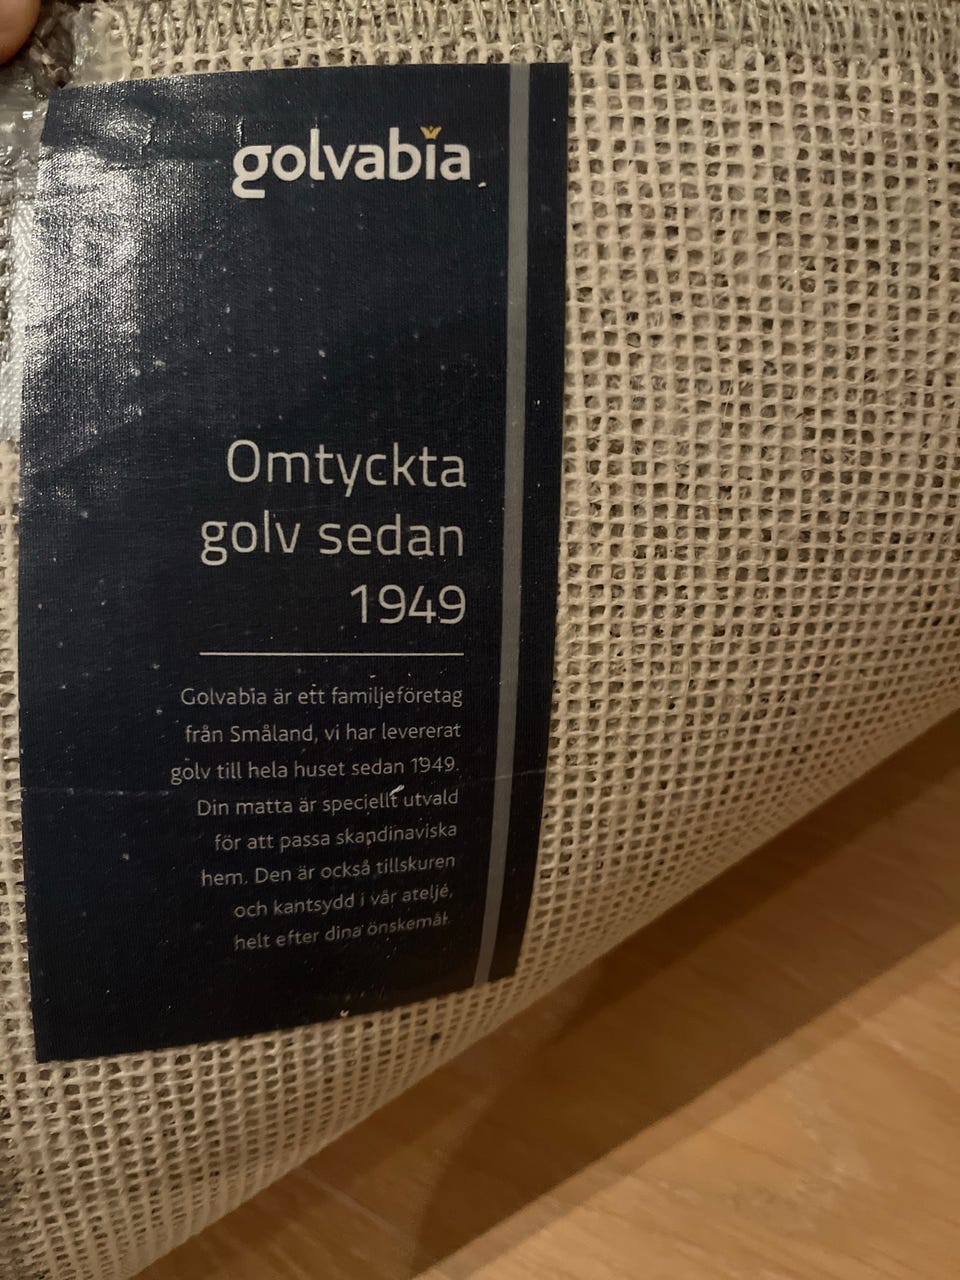 golvabia
Omtyckta
golv sedan
1949
Golvabia är ett familjeföretag
från Småland, vi har levererat
golv till hela huset sedan 1949.
Din matta är speciellt utvald
för att passa skandinaviska
hem. Den är också tillskuren
och kantsydd i vår ateljé,
helt efter dina önskemål.